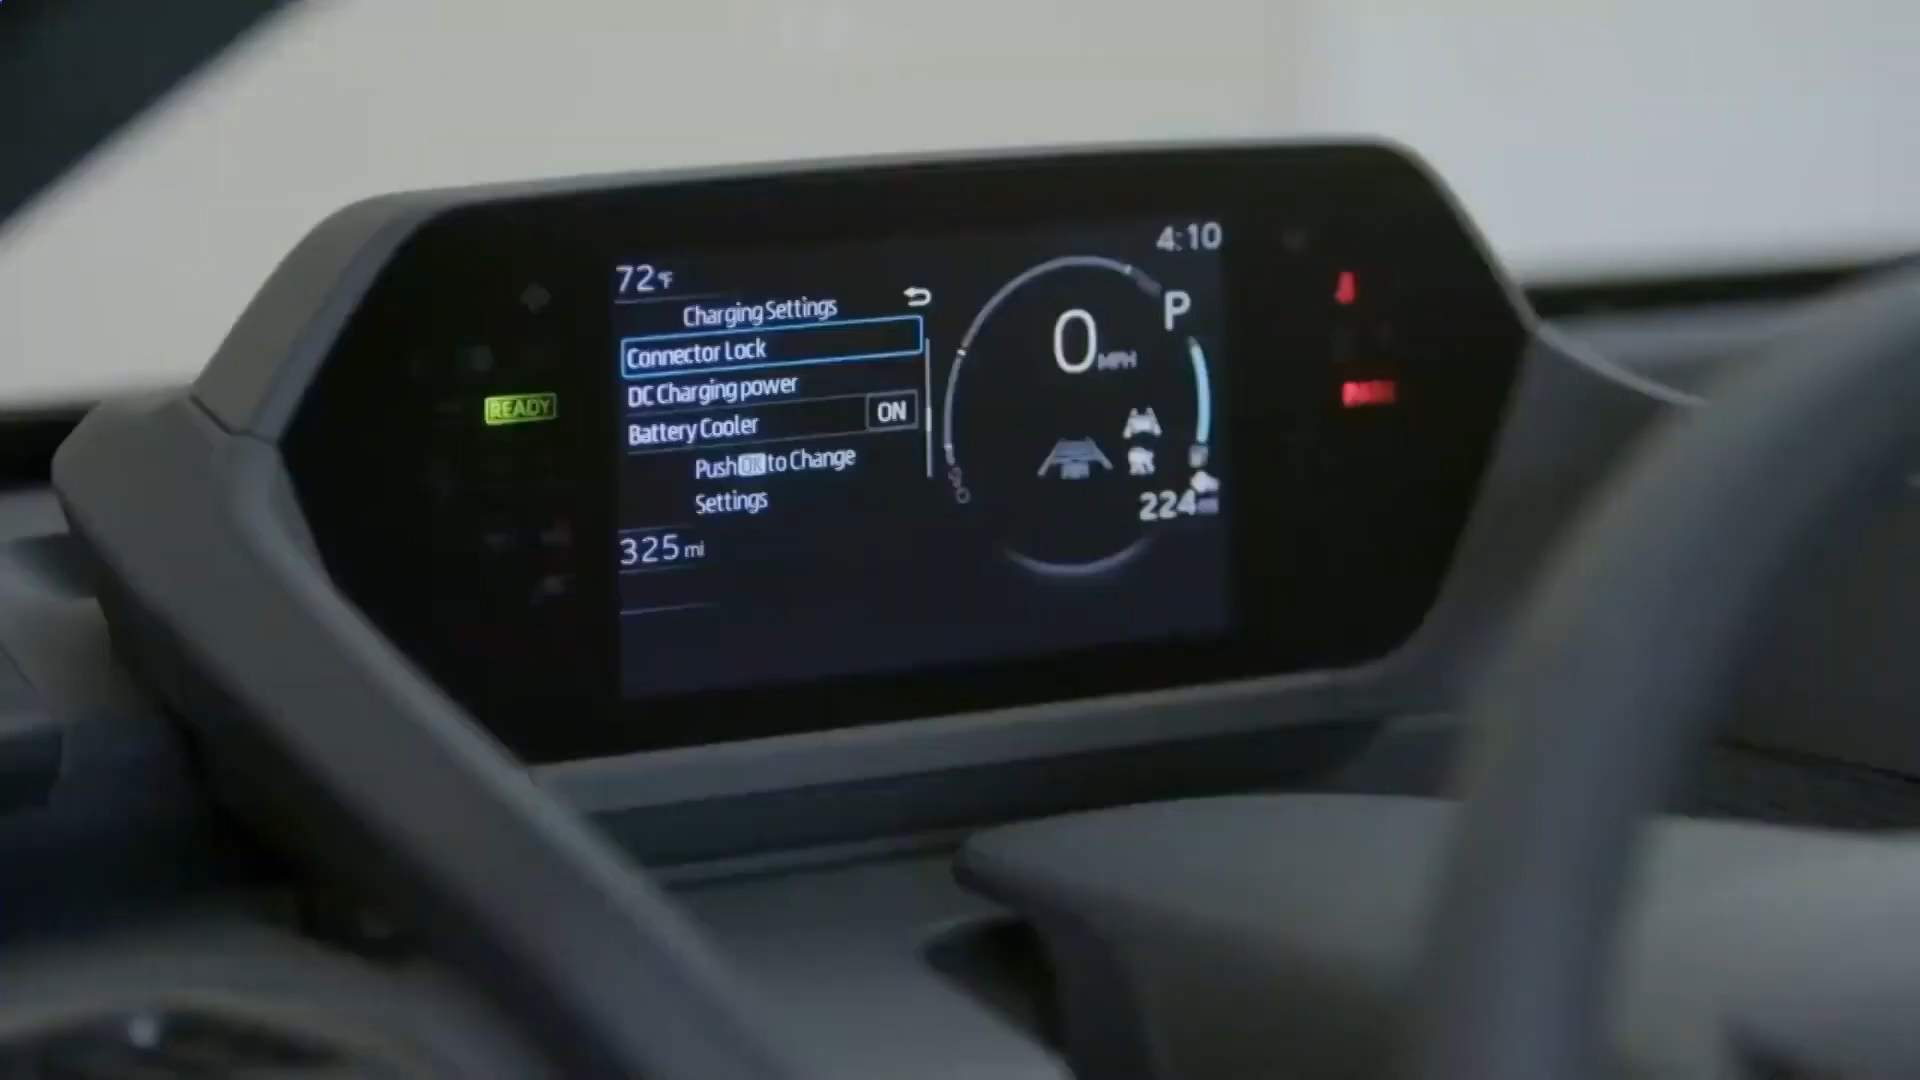 4:10
72°F
Charging Settings
P
Connector Lock
0 MPH
DC Charging power
READY
Battery Cooler ON
Push OK to Change
Settings
224
325 mi